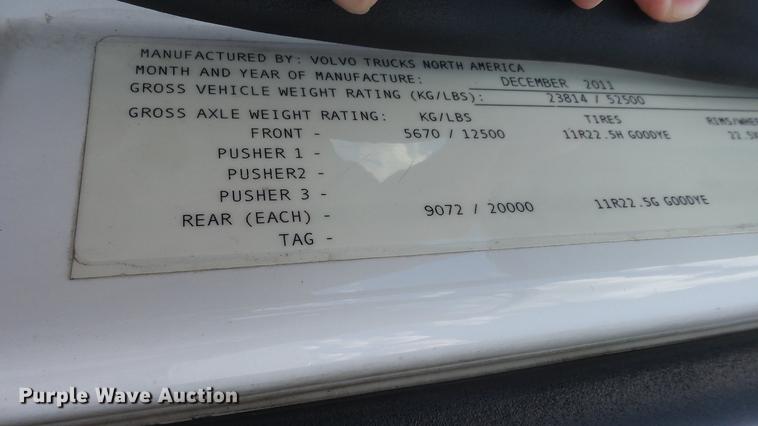 MANUFACTURED BY: VOLVO TRUCKS NORTH AMERICA
MONTH AND YEAR OF MANUFACTURE: DECEMBER 2011
GROSS VEHICLE WEIGHT RATING (KG/LBS): 23814 / 52500
GROSS AXLE WEIGHT RATING: KG/LBS TIRES
FRONT - 5670 / 12500 11R22.5H GOODYE
PUSHER 1 -
PUSHER2 -
PUSHER 3 -
REAR (EACH) - 9072 / 20000 11R22.5G GOODYE
TAG -
Purple Wave Auction